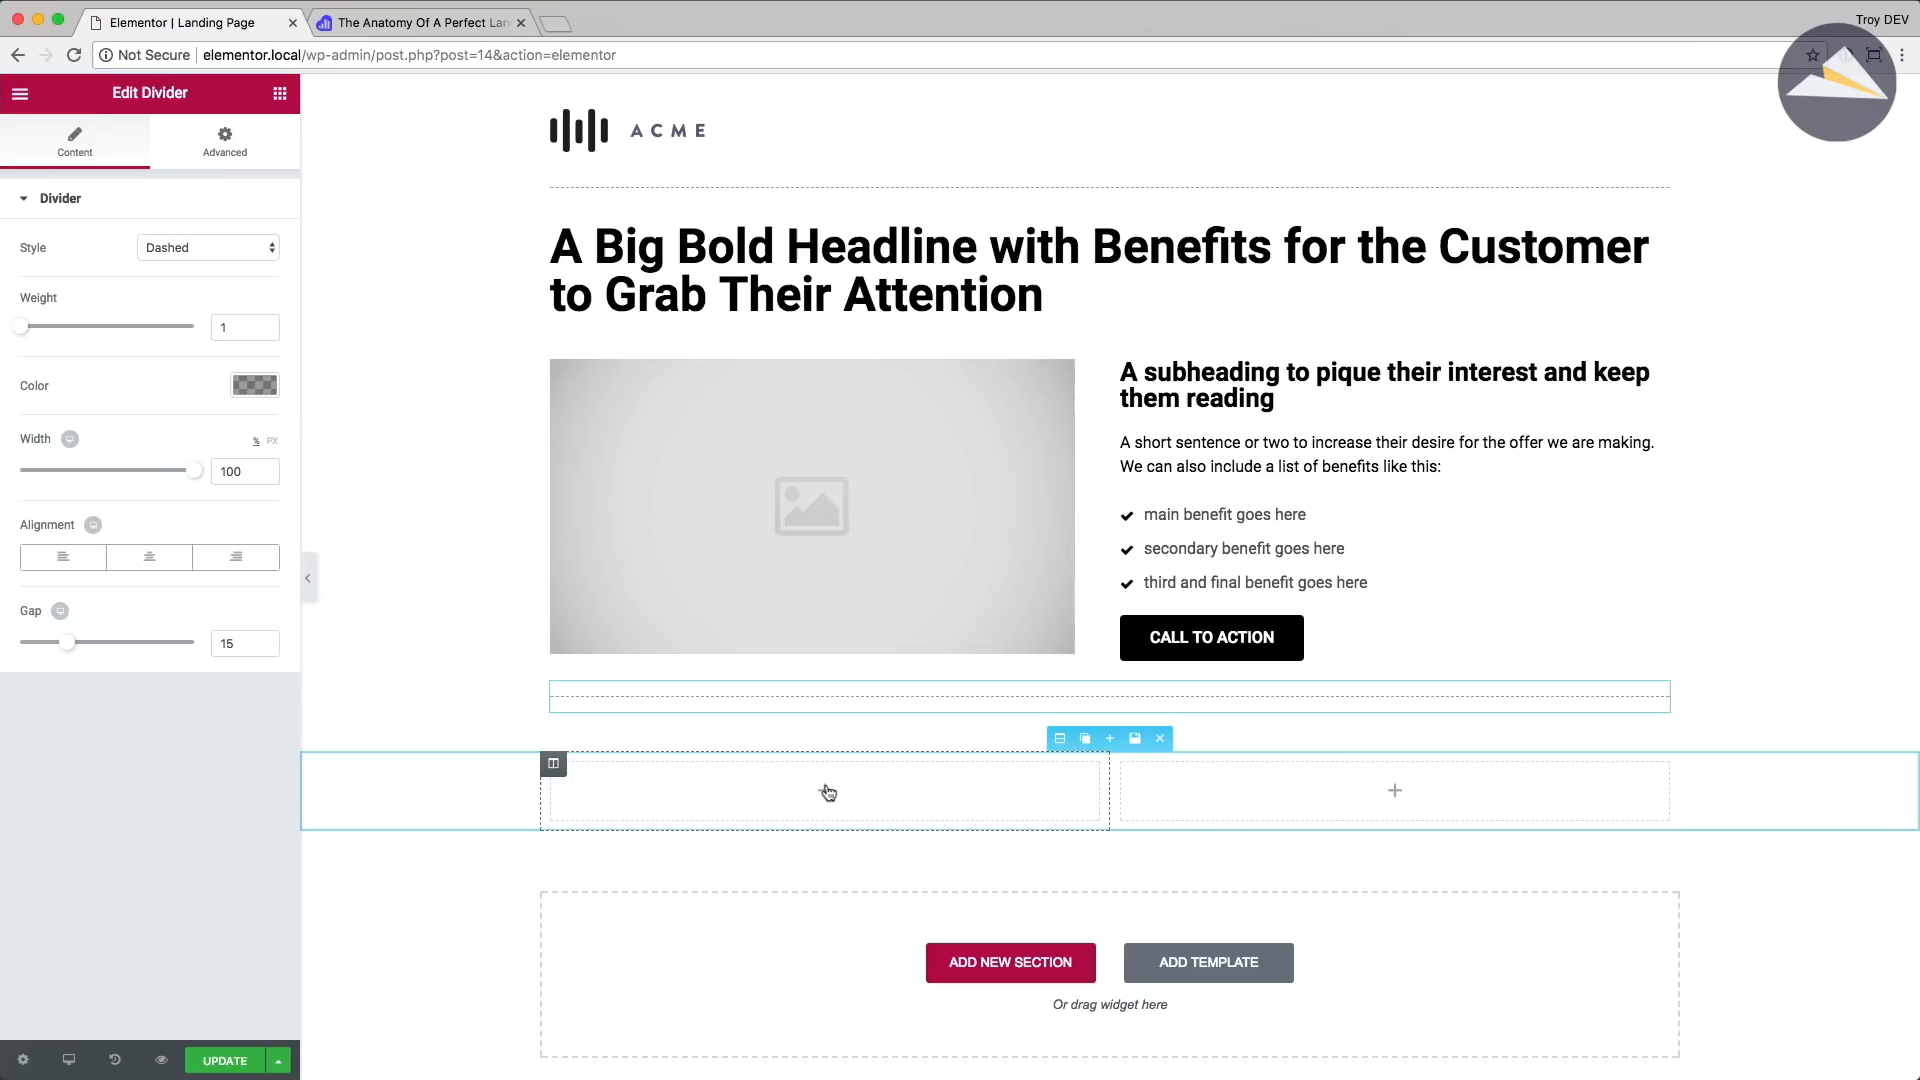 Elementor | Landing Page
The Anatomy Of A Perfect Lan
Troy DEV
Not Secure
elementor.local/wp-admin/post.php?post=14&action=elementor
Edit Divider
Content
Advanced
Divider
Style
Dashed
Weight
1
Color
Width
% PX
100
Alignment
Gap
15
UPDATE
ACME
A Big Bold Headline with Benefits for the Customer
to Grab Their Attention
A subheading to pique their interest and keep
them reading
A short sentence or two to increase their desire for the offer we are making.
We can also include a list of benefits like this:
main benefit goes here
secondary benefit goes here
third and final benefit goes here
CALL TO ACTION
ADD NEW SECTION
ADD TEMPLATE
Or drag widget here